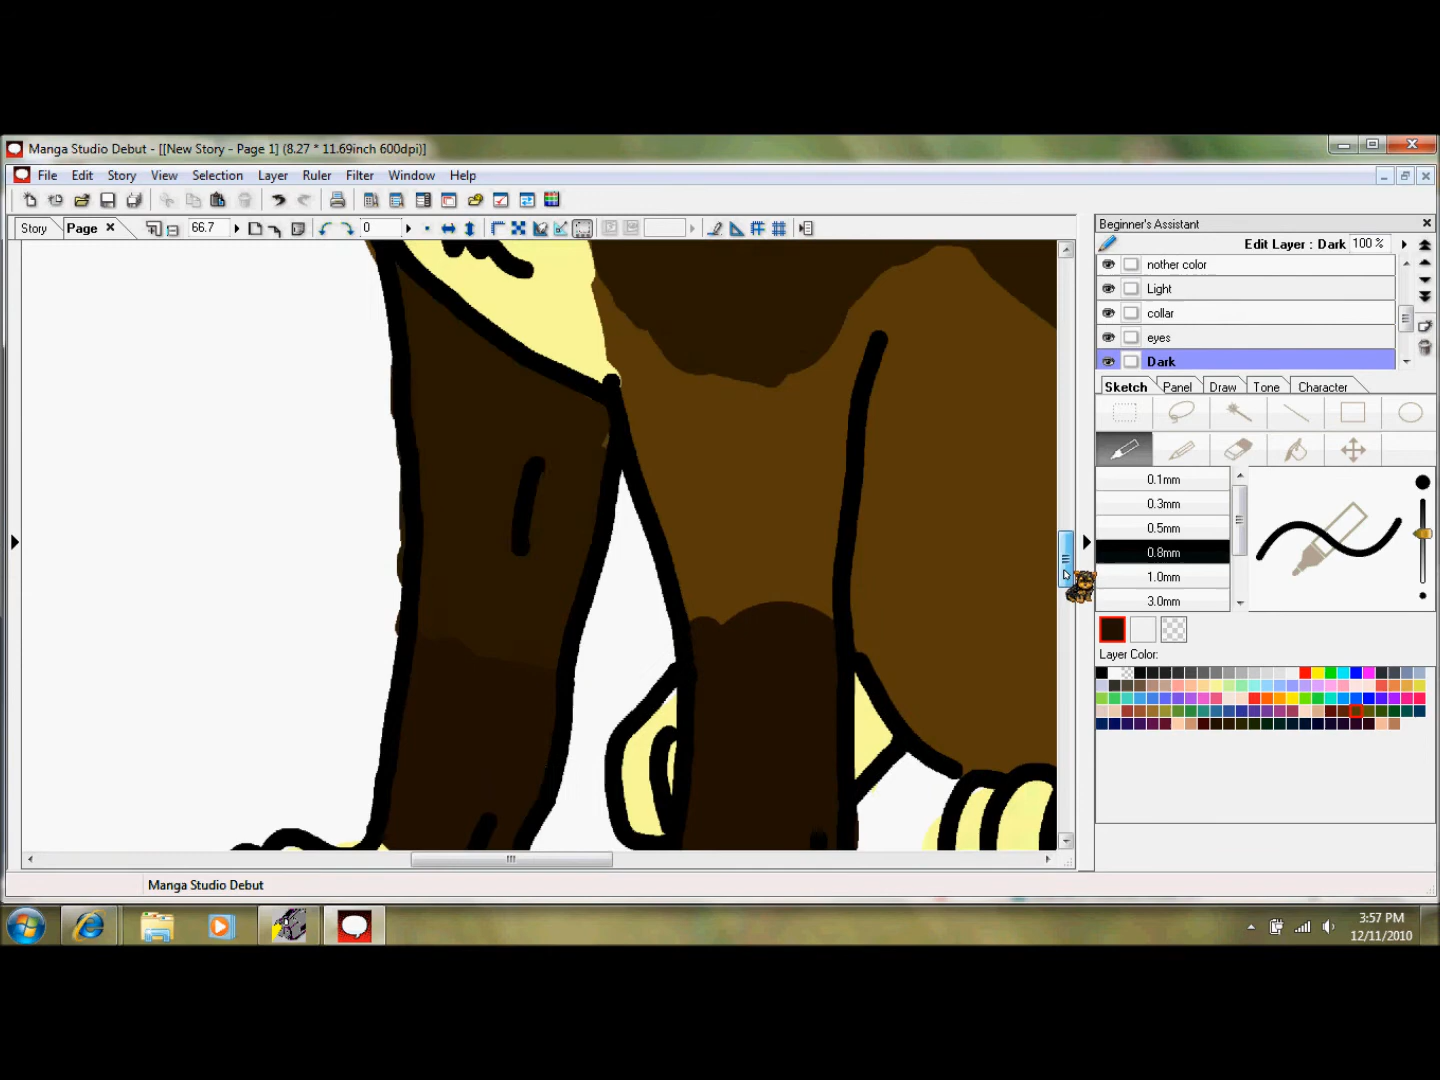 Manga Studio Debut - [[New Story - Page 1] (8.27 * 11.69inch 600dpi)]
File Edit Story View Selection Layer Ruler Filter Window Help
Story Page 66.7 0
Beginner's Assistant
Edit Layer : Dark 100 %
nother color
Light
collar
eyes
Dark
Sketch Panel Draw Tone Character
0.1mm
0.3mm
0.5mm
0.8mm
1.0mm
3.0mm
Layer Color:
Manga Studio Debut
3:57 PM
12/11/2010